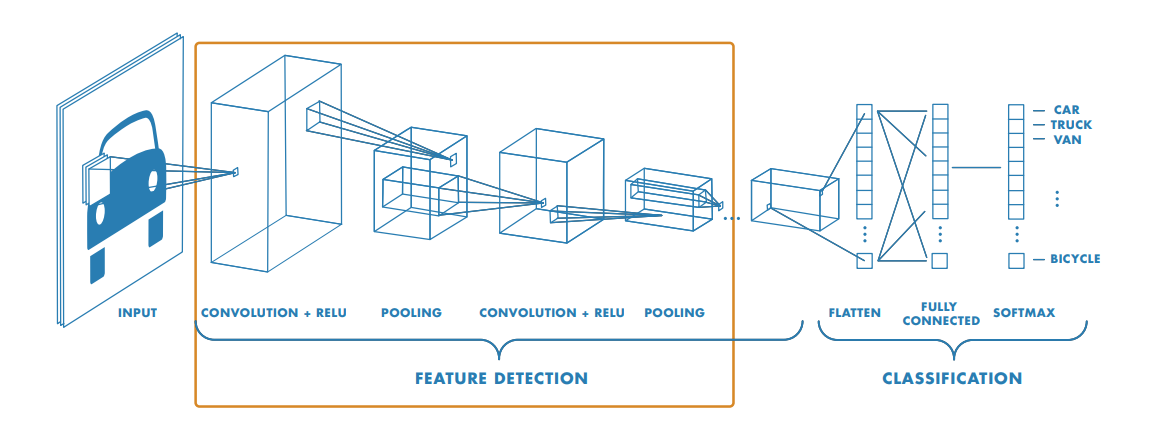 CAR
TRUCK
VAN
BICYCLE
INPUT
CONVOLUTION + RELU
POOLING
CONVOLUTION + RELU
POOLING
FLATTEN
FULLY
CONNECTED
SOFTMAX
FEATURE DETECTION
CLASSIFICATION